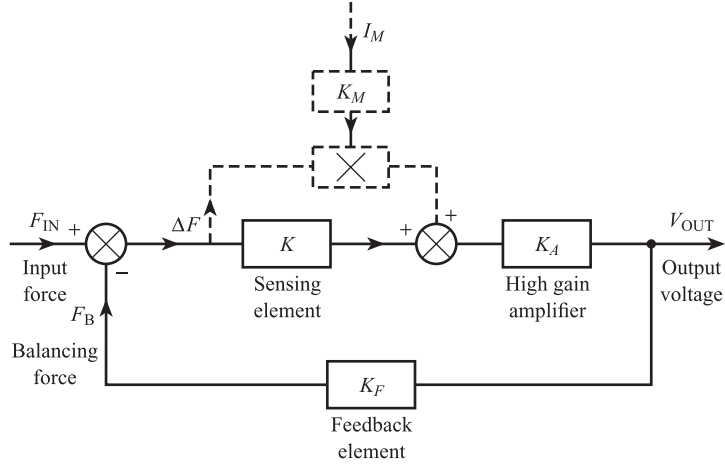 I_M
K_M
+
F_IN
+
ΔF
K
+
K_A
V_OUT
Input
force
−
Sensing
element
High gain
amplifier
Output
voltage
F_B
Balancing
force
K_F
Feedback
element